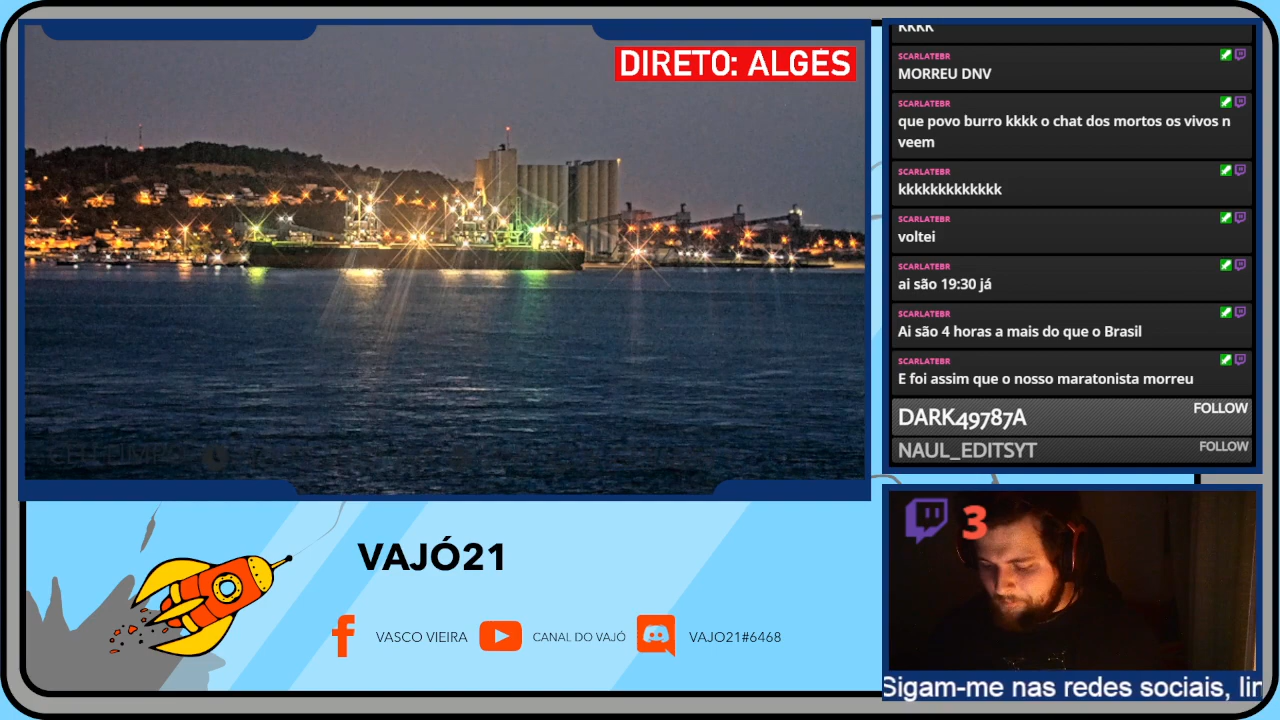 DIRETO: ALGÉS
KKKK
SCARLATEBR
MORREU DNV
SCARLATEBR
que povo burro kkkk o chat dos mortos os vivos n
veem
SCARLATEBR
kkkkkkkkkkkkk
SCARLATEBR
voltei
SCARLATEBR
ai são 19:30 já
SCARLATEBR
Ai são 4 horas a mais do que o Brasil
SCARLATEBR
E foi assim que o nosso maratonista morreu
DARK49787A FOLLOW
NAUL_EDITSYT FOLLOW
3
VAJÓ21
VASCO VIEIRA CANAL DO VAJÓ VAJO21#6468
Sigam-me nas redes sociais, lin